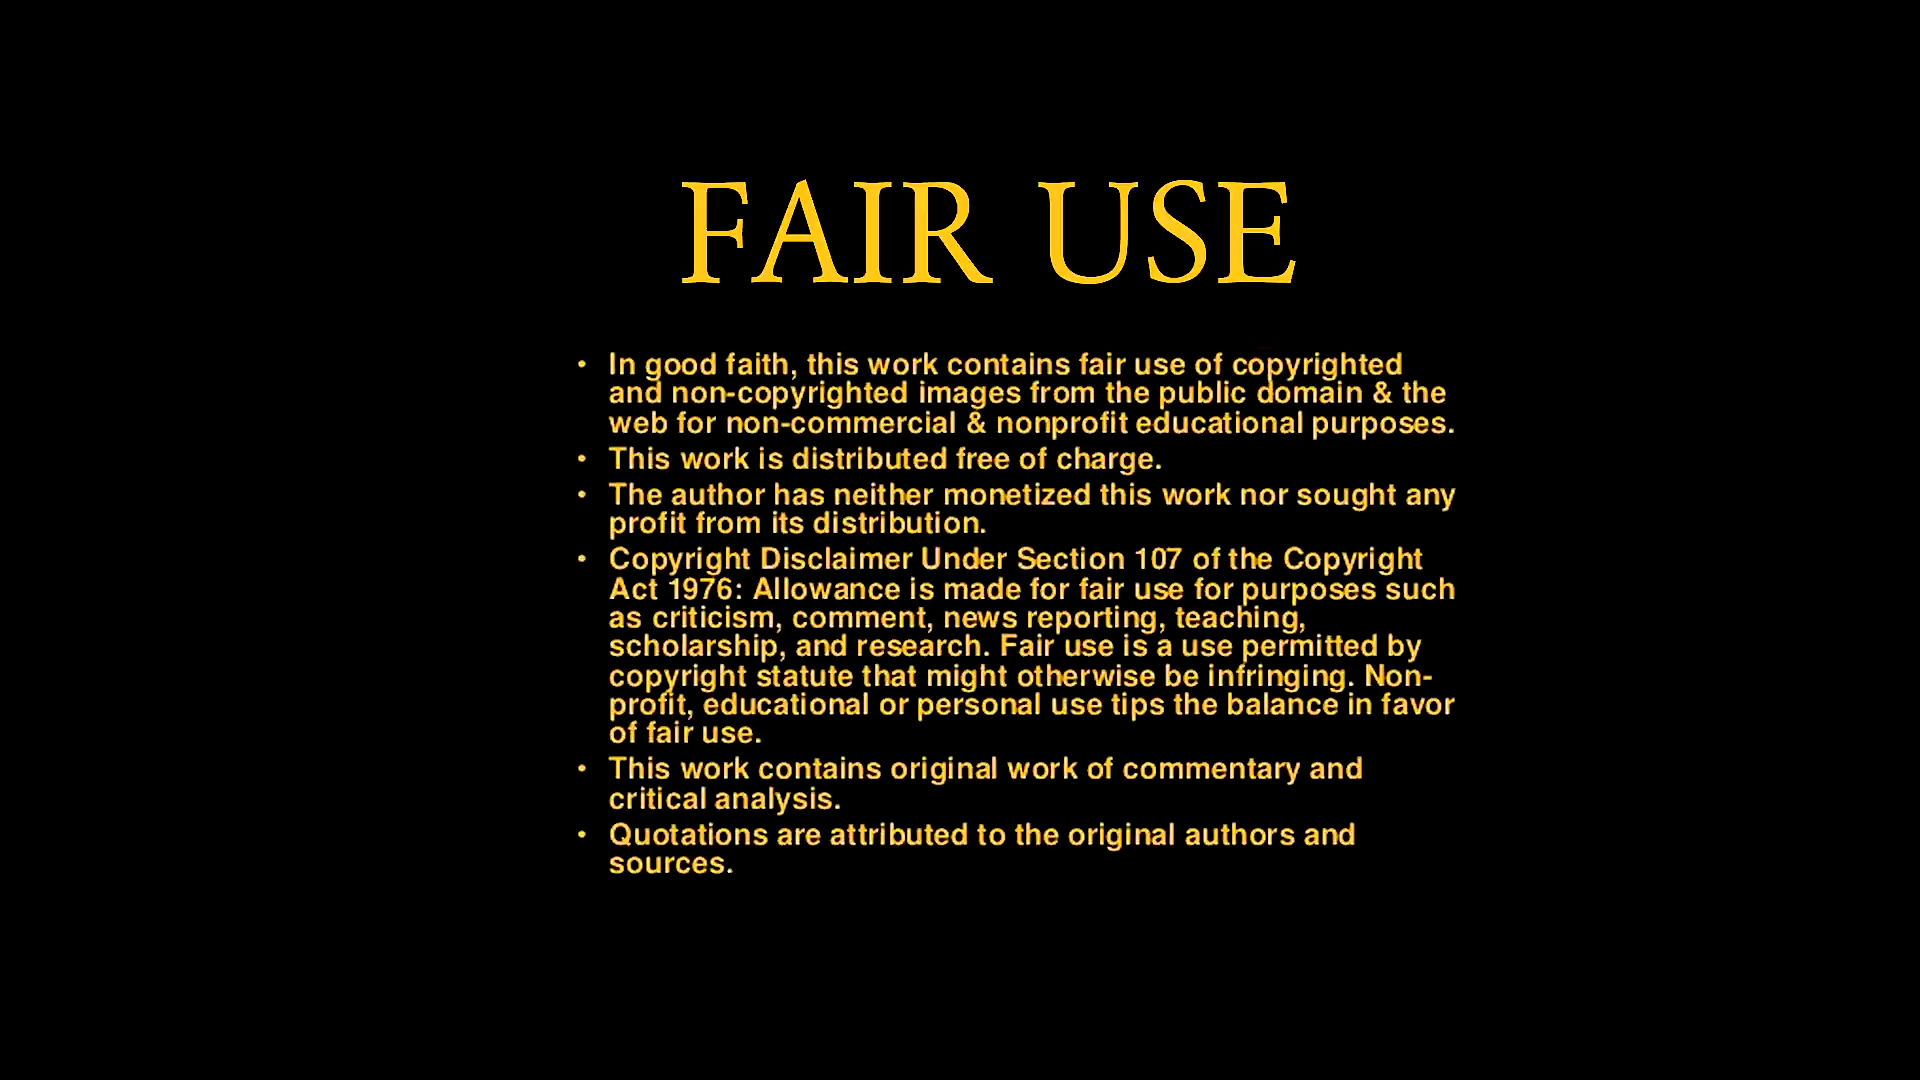 FAIR USE
• In good faith, this work contains fair use of copyrighted
and non-copyrighted images from the public domain & the
web for non-commercial & nonprofit educational purposes.
• This work is distributed free of charge.
• The author has neither monetized this work nor sought any
profit from its distribution.
• Copyright Disclaimer Under Section 107 of the Copyright
Act 1976: Allowance is made for fair use for purposes such
as criticism, comment, news reporting, teaching,
scholarship, and research. Fair use is a use permitted by
copyright statute that might otherwise be infringing. Non-
profit, educational or personal use tips the balance in favor
of fair use.
• This work contains original work of commentary and
critical analysis.
• Quotations are attributed to the original authors and
sources.